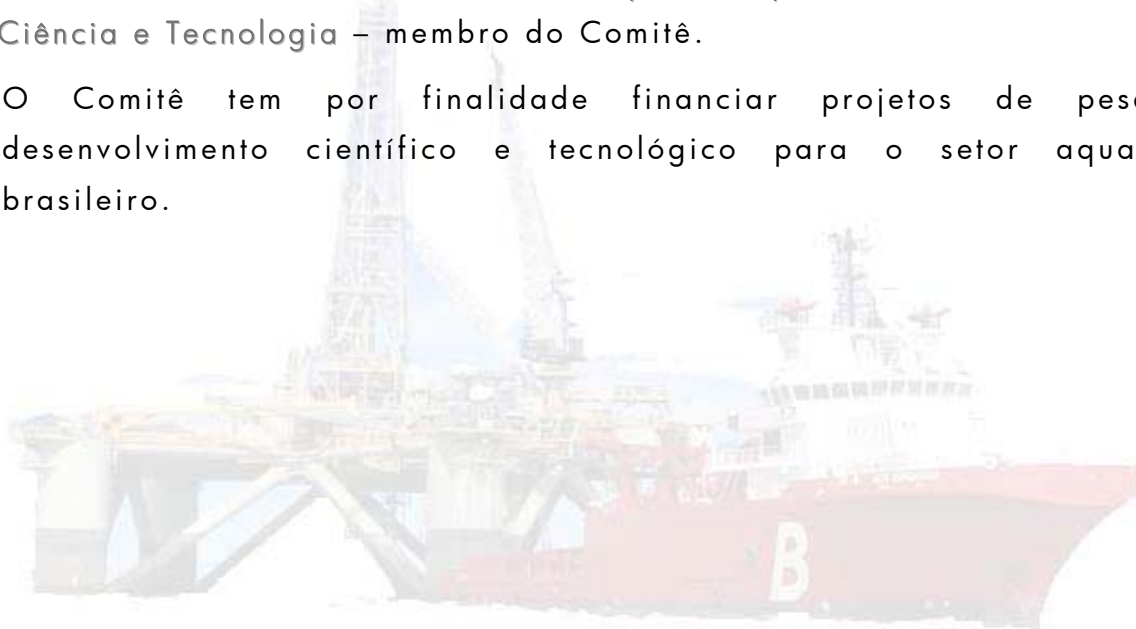 Ciência e Tecnologia – membro do Comitê.
O Comitê tem por finalidade financiar projetos de
desenvolvimento científico e tecnológico para o setor
brasileiro.
B